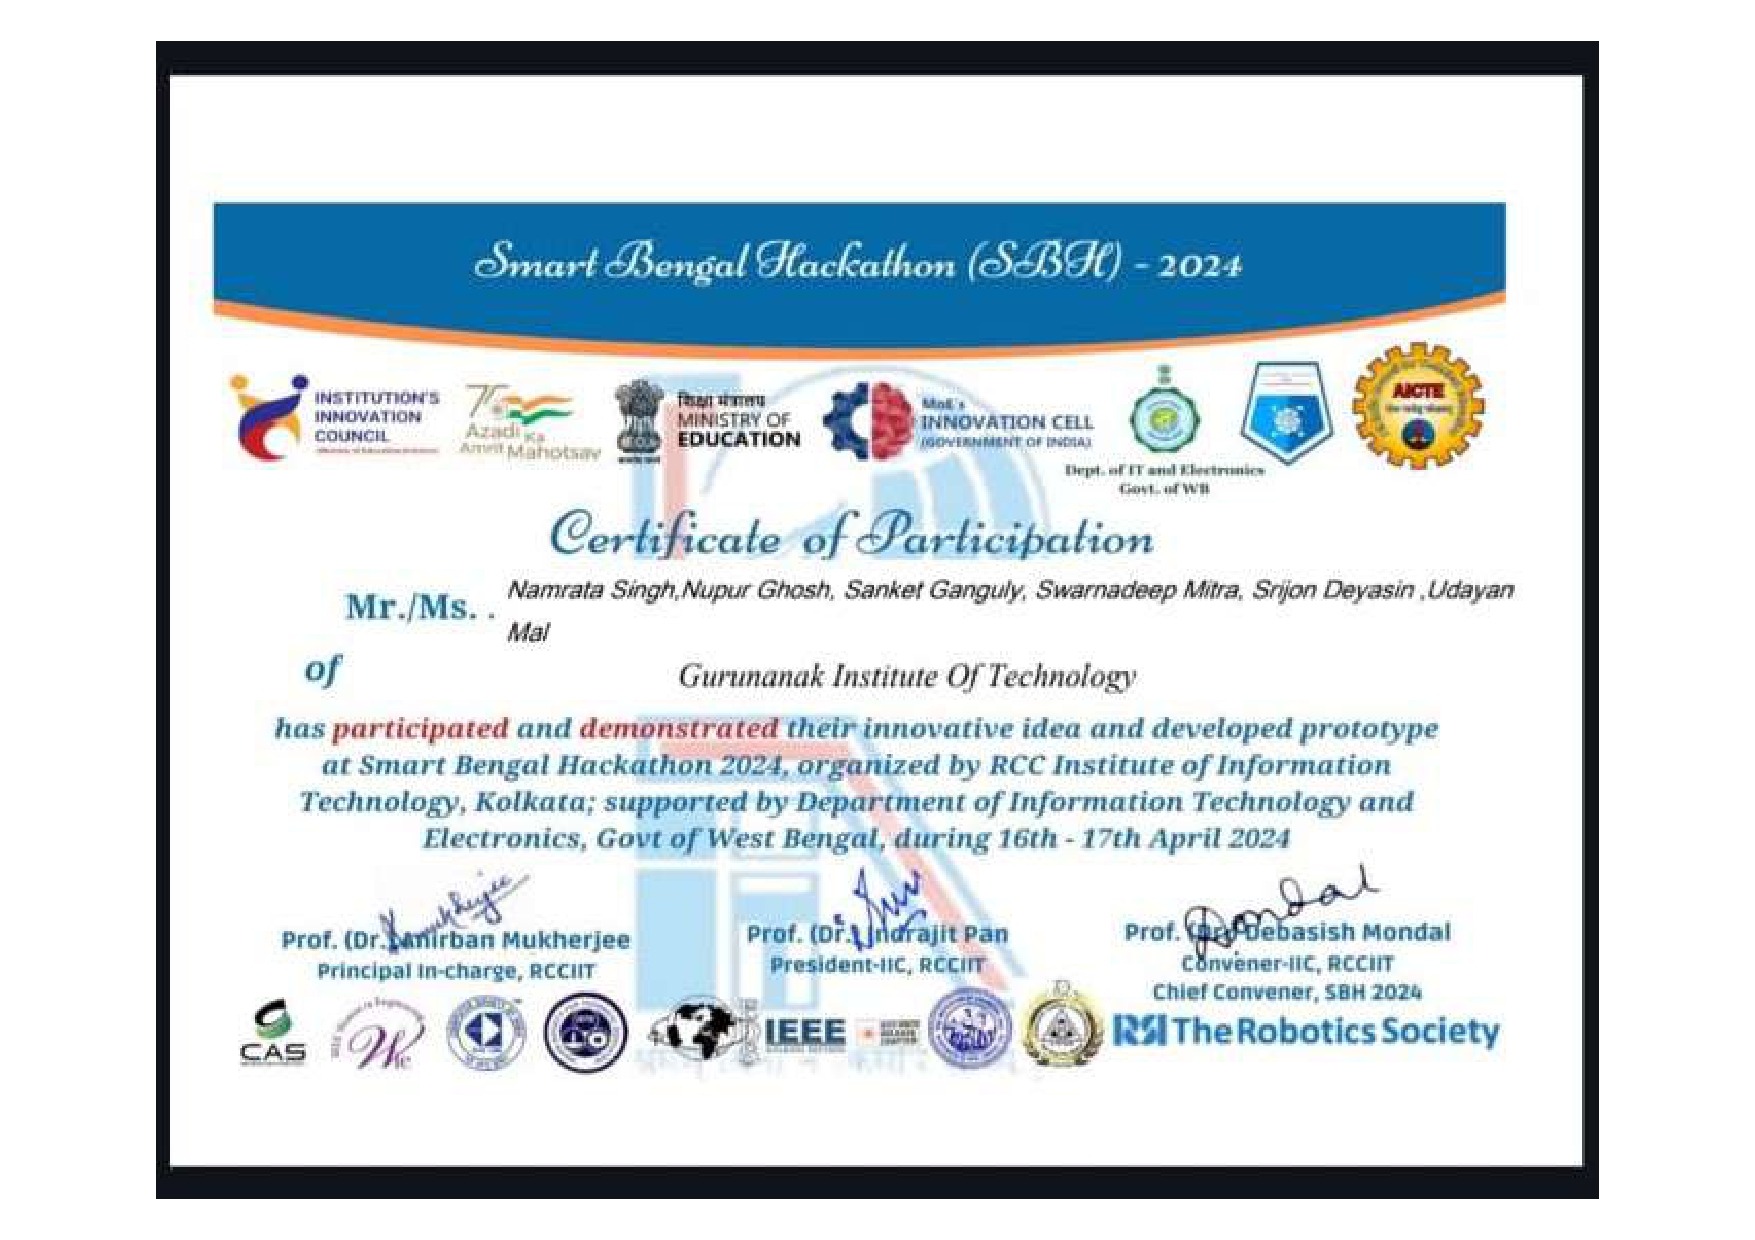 Smart Bengal Hackathon (SBH) - 2024
INSTITUTION'S
INNOVATION
COUNCIL
Azadi Ka
Amrit Mahotsav
शिक्षा मंत्रालय
MINISTRY OF
EDUCATION
MoE's
INNOVATION CELL
(GOVERNMENT OF INDIA)
Dept. of IT and Electronics
Govt. of WB
AICTE
Certificate of Participation
Mr./Ms. . Namrata Singh,Nupur Ghosh, Sanket Ganguly, Swarnadeep Mitra, Srijon Deyasin ,Udayan
Mal
of Gurunanak Institute Of Technology
has participated and demonstrated their innovative idea and developed prototype
at Smart Bengal Hackathon 2024, organized by RCC Institute of Information
Technology, Kolkata; supported by Department of Information Technology and
Electronics, Govt of West Bengal, during 16th - 17th April 2024
Prof. (Dr.) Anirban Mukherjee
Principal In-charge, RCCIIT
Prof. (Dr.) Indrajit Pan
President-IIC, RCCIIT
Prof. (Dr.) Debasish Mondal
Convener-IIC, RCCIIT
Chief Convener, SBH 2024
CAS
IEEE
RSI The Robotics Society